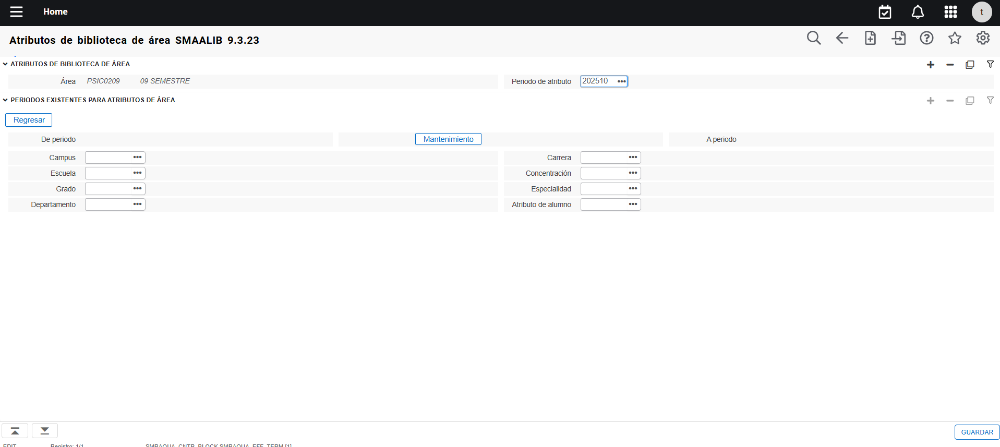 Home
t
Atributos de biblioteca de área SMAALIB 9.3.23
ATRIBUTOS DE BIBLIOTECA DE ÁREA
Área PSIC0209 09 SEMESTRE Periodo de atributo 202510
PERIODOS EXISTENTES PARA ATRIBUTOS DE ÁREA
Regresar
De periodo Mantenimiento A periodo
Campus Carrera
Escuela Concentración
Grado Especialidad
Departamento Atributo de alumno
GUARDAR
EDIT Registro: 1/1 SMRAQUA_CNTR_BLOCK.SMRAQUA_EFF_TERM [1]